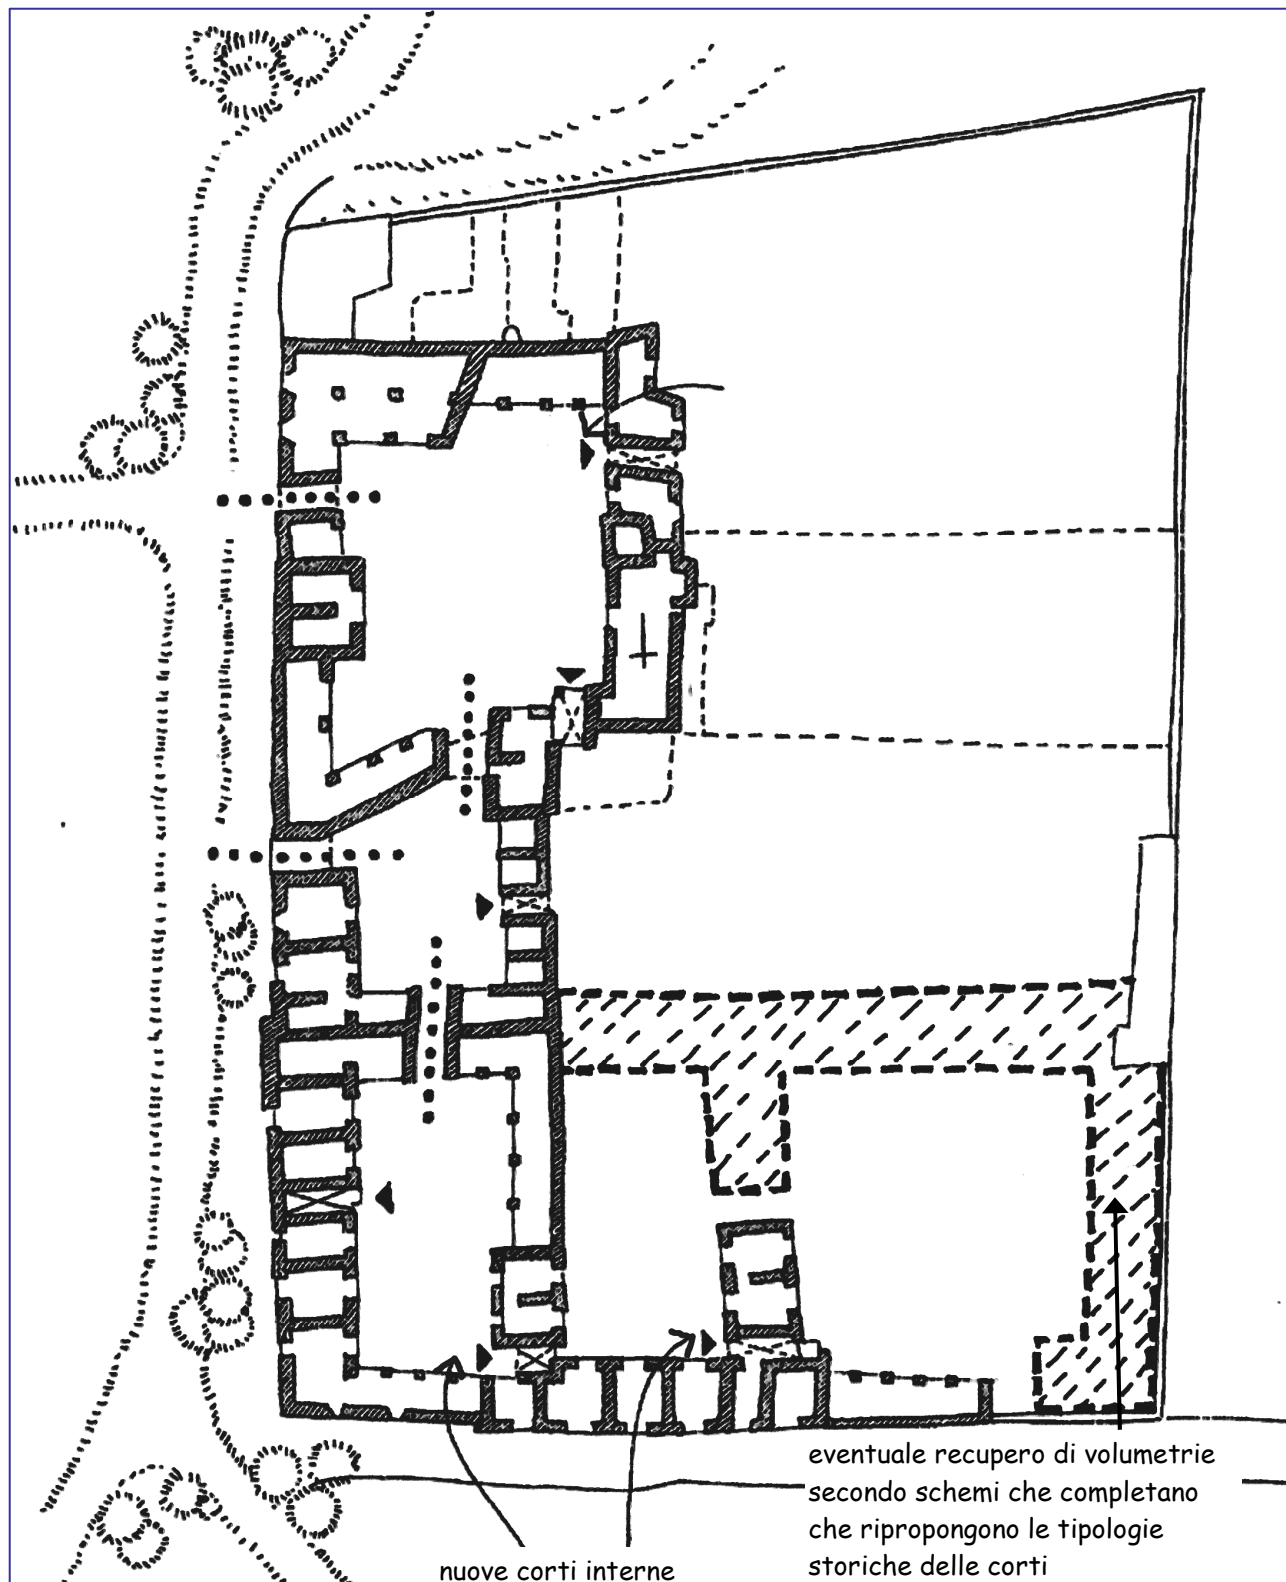 eventuale recupero di volumetrie
secondo schemi che completano
che ripropongono le tipologie
storiche delle corti
nuove corti interne